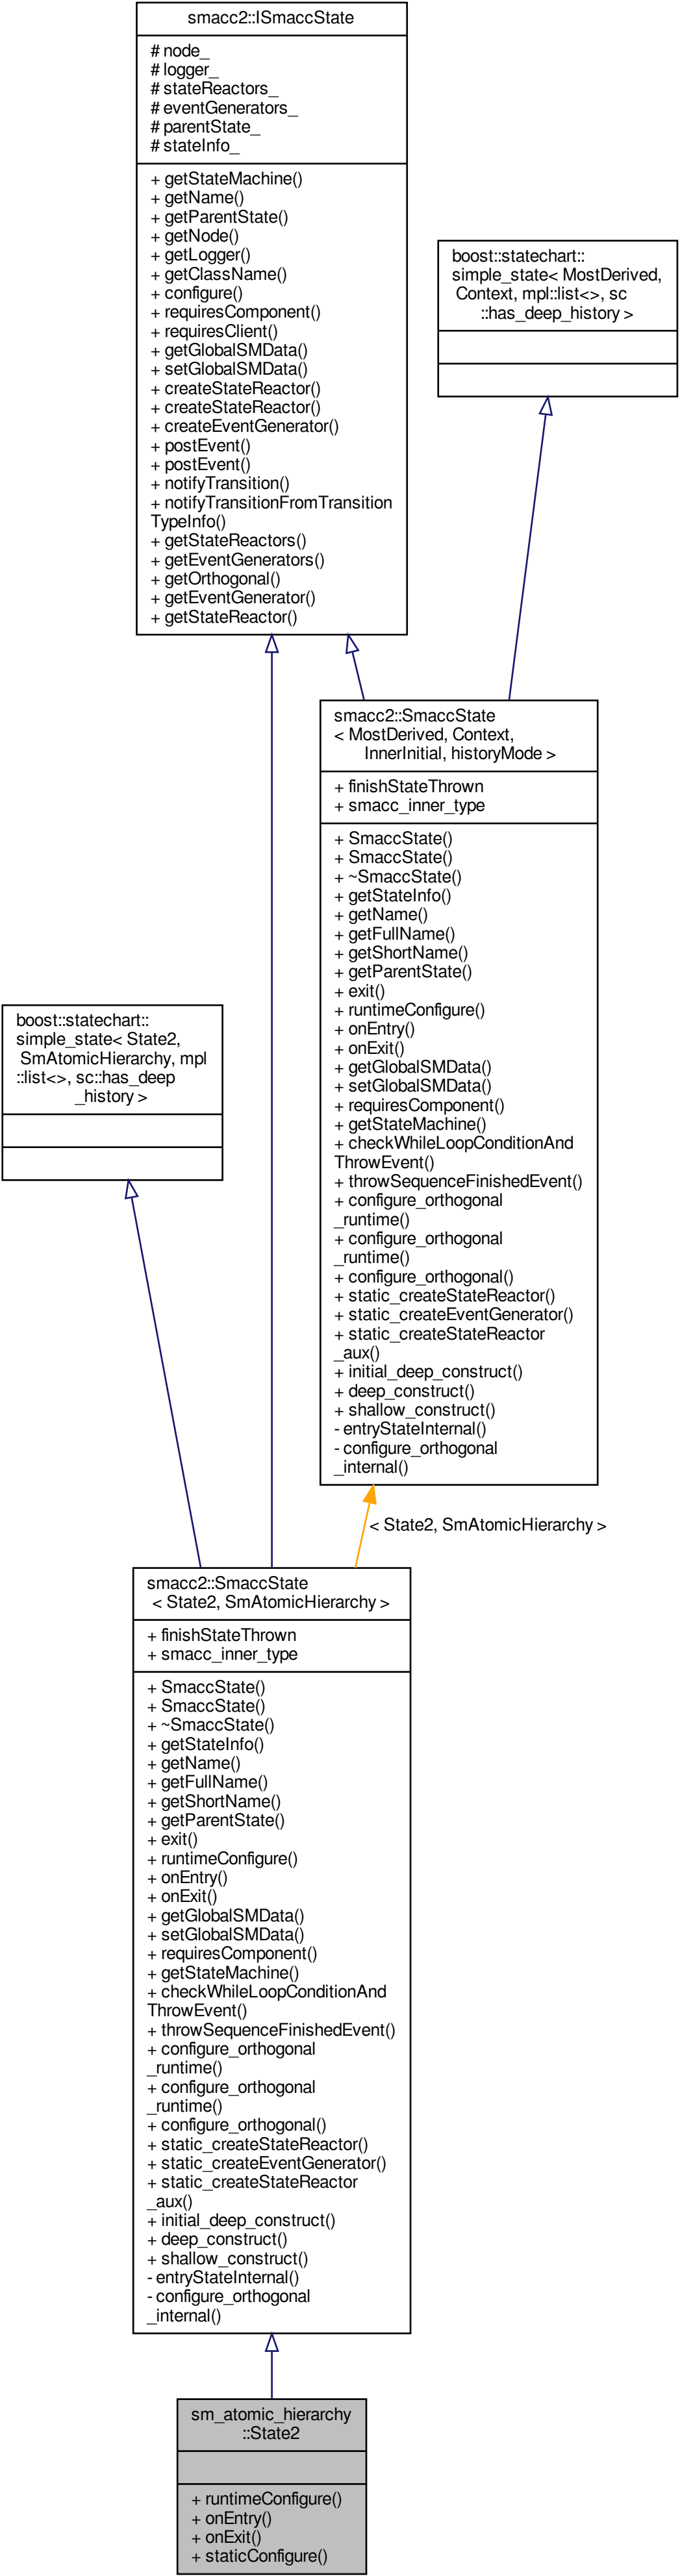 smacc2::ISmaccState
# node_
# logger_
# stateReactors_
# eventGenerators_
# parentState_
# stateInfo_
+ getStateMachine()
+ getName()
+ getParentState()
+ getNode()
+ getLogger()
+ getClassName()
+ configure()
+ requiresComponent()
+ requiresClient()
+ getGlobalSMData()
+ setGlobalSMData()
+ createStateReactor()
+ createStateReactor()
+ createEventGenerator()
+ postEvent()
+ postEvent()
+ notifyTransition()
+ notifyTransitionFromTransition
TypeInfo()
+ getStateReactors()
+ getEventGenerators()
+ getOrthogonal()
+ getEventGenerator()
+ getStateReactor()
boost::statechart::
simple_state< MostDerived,
Context, mpl::list<>, sc
::has_deep_history >
smacc2::SmaccState
< MostDerived, Context,
InnerInitial, historyMode >
+ finishStateThrown
+ smacc_inner_type
+ SmaccState()
+ SmaccState()
+ ~SmaccState()
+ getStateInfo()
+ getName()
+ getFullName()
+ getShortName()
+ getParentState()
+ exit()
+ runtimeConfigure()
+ onEntry()
+ onExit()
+ getGlobalSMData()
+ setGlobalSMData()
+ requiresComponent()
+ getStateMachine()
+ checkWhileLoopConditionAnd
ThrowEvent()
+ throwSequenceFinishedEvent()
+ configure_orthogonal
_runtime()
+ configure_orthogonal
_runtime()
+ configure_orthogonal()
+ static_createStateReactor()
+ static_createEventGenerator()
+ static_createStateReactor
_aux()
+ initial_deep_construct()
+ deep_construct()
+ shallow_construct()
- entryStateInternal()
- configure_orthogonal
_internal()
boost::statechart::
simple_state< State2,
SmAtomicHierarchy, mpl
::list<>, sc::has_deep
_history >
< State2, SmAtomicHierarchy >
smacc2::SmaccState
< State2, SmAtomicHierarchy >
+ finishStateThrown
+ smacc_inner_type
+ SmaccState()
+ SmaccState()
+ ~SmaccState()
+ getStateInfo()
+ getName()
+ getFullName()
+ getShortName()
+ getParentState()
+ exit()
+ runtimeConfigure()
+ onEntry()
+ onExit()
+ getGlobalSMData()
+ setGlobalSMData()
+ requiresComponent()
+ getStateMachine()
+ checkWhileLoopConditionAnd
ThrowEvent()
+ throwSequenceFinishedEvent()
+ configure_orthogonal
_runtime()
+ configure_orthogonal
_runtime()
+ configure_orthogonal()
+ static_createStateReactor()
+ static_createEventGenerator()
+ static_createStateReactor
_aux()
+ initial_deep_construct()
+ deep_construct()
+ shallow_construct()
- entryStateInternal()
- configure_orthogonal
_internal()
sm_atomic_hierarchy
::State2
+ runtimeConfigure()
+ onEntry()
+ onExit()
+ staticConfigure()